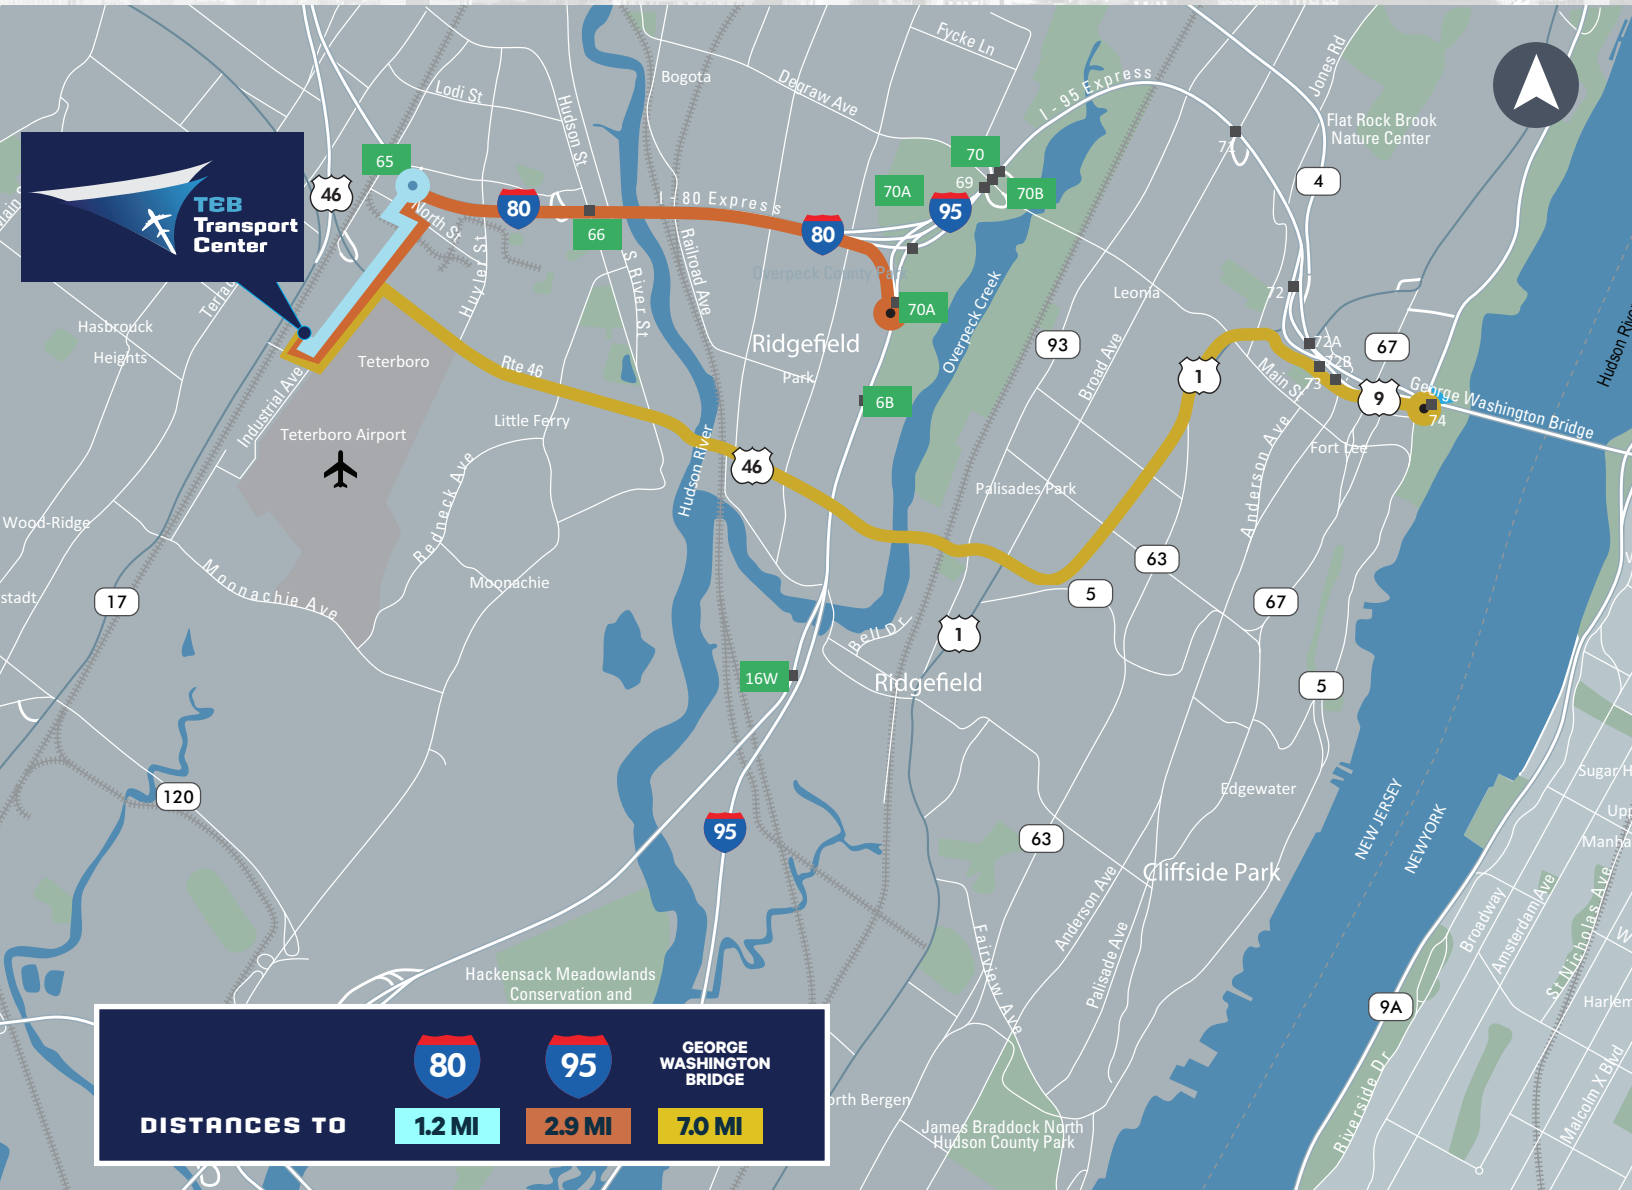 Fycke Ln
Bogota
Degraw Ave
Lodi St
Hudson St
I - 95 Express
Jones Rd
Flat Rock Brook
Nature Center
71
4
65
70
69
70A
70B
95
46
TEB
Transport
Center
North St
80
I - 80 Express
66
80
Huyler St
S River St
Railroad Ave
Overpeck County Park
Overpeck Creek
70A
Leonia
72
Hasbrouck
Heights
Teterboro
Rte 46
Ridgefield
Park
93
Broad Ave
1
Main St
72A
72B
73
67
9
George Washington Bridge
74
6B
Little Ferry
Industrial Ave
Teterboro Airport
Redneck Ave
Hudson River
46
Palisades Park
Anderson Ave
Fort Lee
Wood-Ridge
63
5
Moonachie Ave
Moonachie
17
67
Bell Dr
1
16W
Ridgefield
5
120
95
63
Edgewater
Cliffside Park
NEW JERSEY
NEWYORK
Anderson Ave
Palisade Ave
Fairview Ave
Broadway
Amsterdam Ave
St Nicholas Ave
9A
Riverside Dr
Malcolm X Blvd
Hackensack Meadowlands
Conservation and
James Braddock North
Hudson County Park
80
95
GEORGE
WASHINGTON
BRIDGE
DISTANCES TO
1.2 MI
2.9 MI
7.0 MI